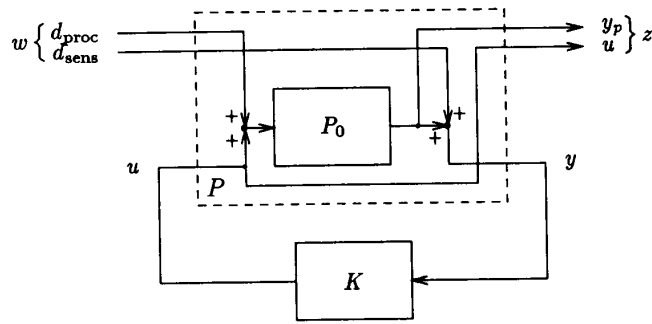 w { d_proc y_p } z
d_sens u
+ +
+ P_0 +
u P y
K